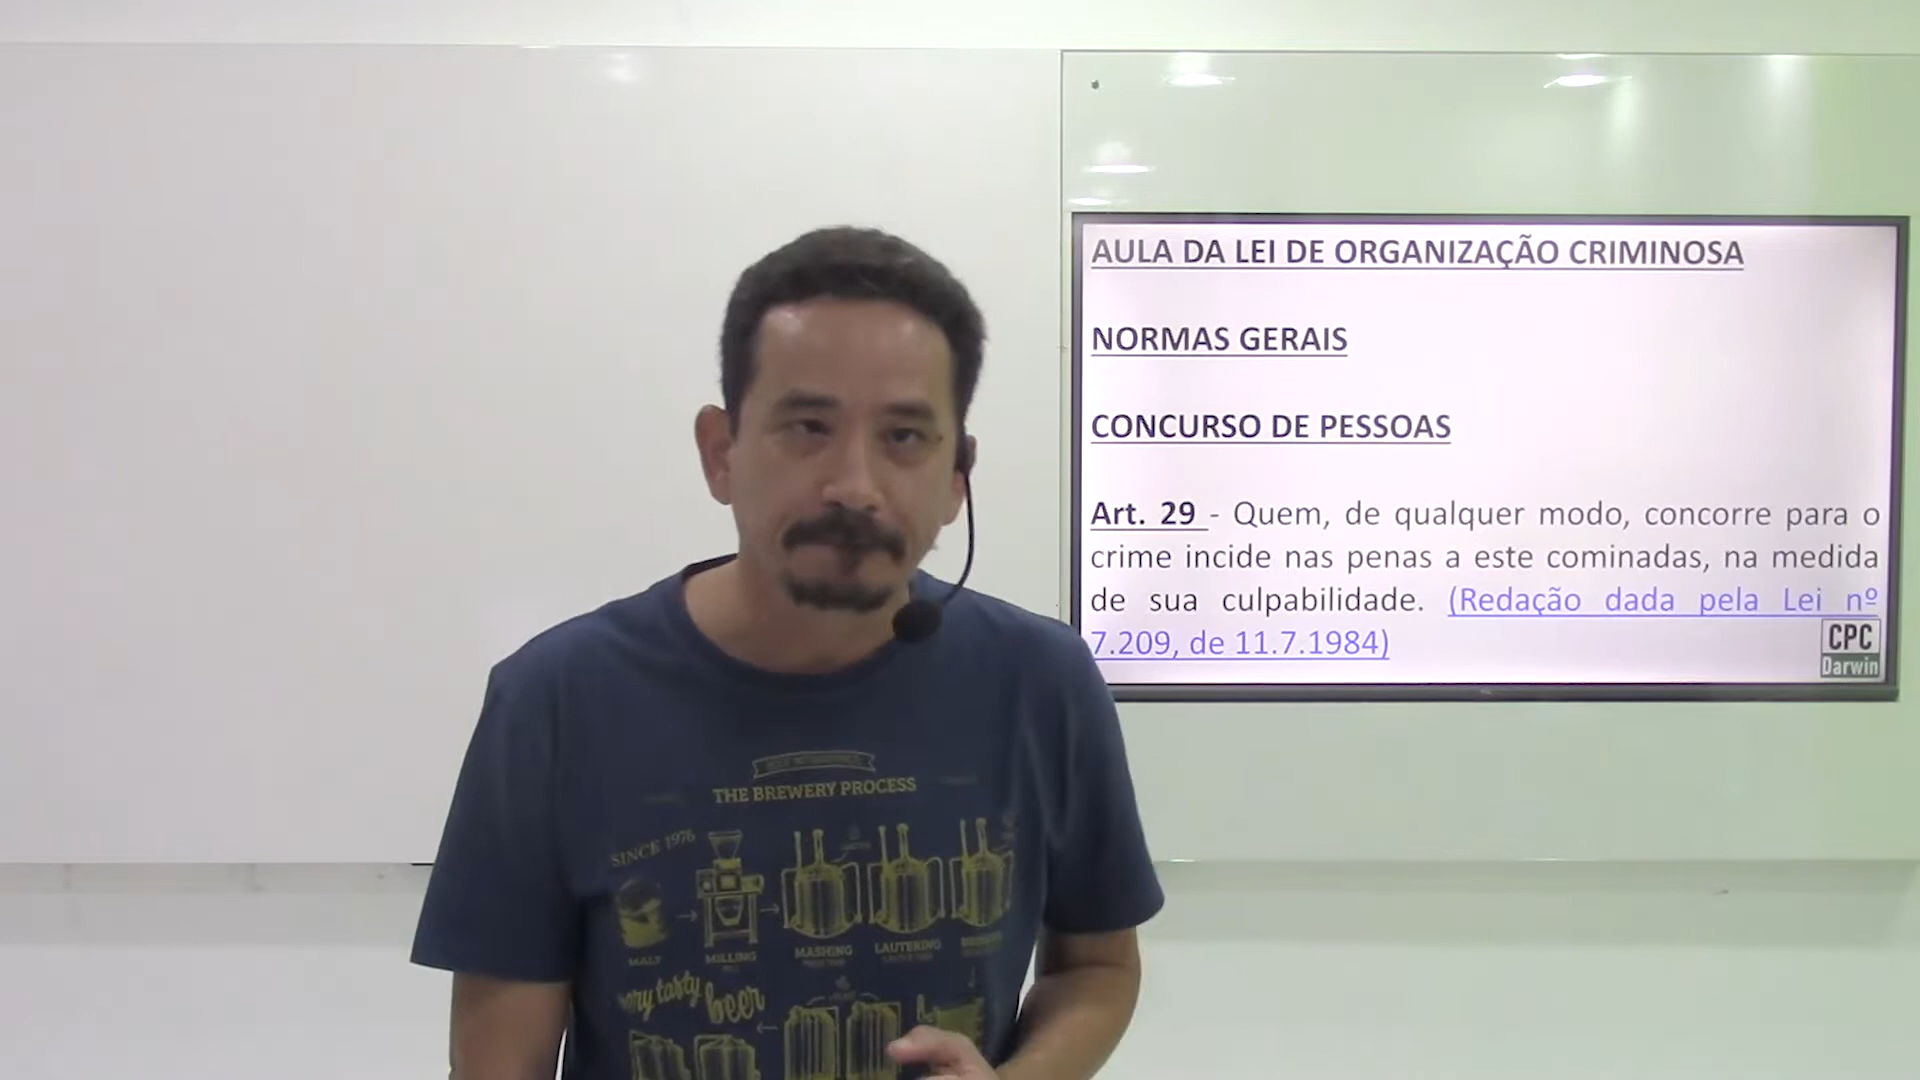 AULA DA LEI DE ORGANIZAÇÃO CRIMINOSA
NORMAS GERAIS
CONCURSO DE PESSOAS
Art. 29 - Quem, de qualquer modo, concorre para o
crime incide nas penas a este cominadas, na medida
de sua culpabilidade. (Redação dada pela Lei nº
7.209, de 11.7.1984)
CPC
Darwin
THE BREWERY PROCESS
SINCE 1976
MALT
MILLING
MASHING
LAUTERING
tasty beer